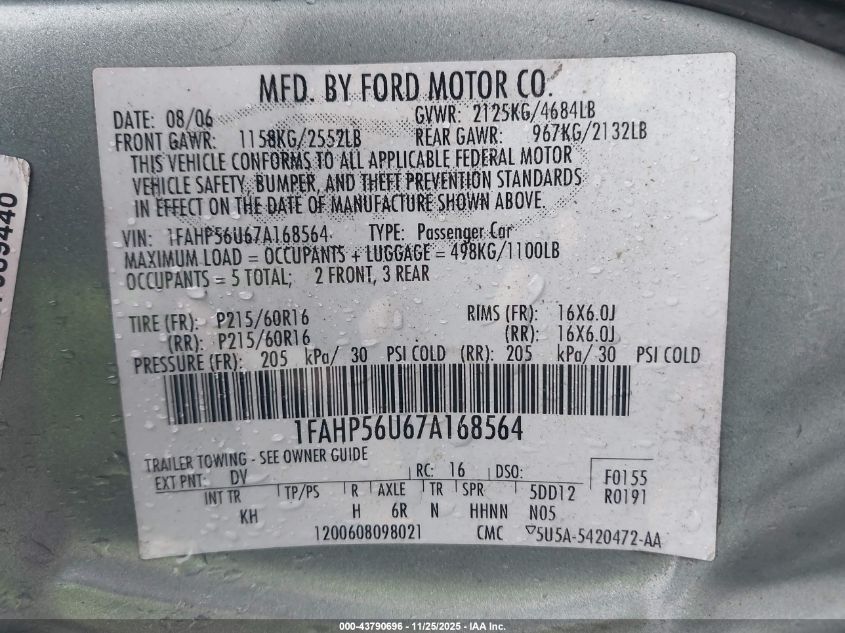 MFD. BY FORD MOTOR CO.
DATE: 08/06 GVWR: 2125KG/4684LB
FRONT GAWR: 1158KG/2552LB REAR GAWR: 967KG/2132LB
THIS VEHICLE CONFORMS TO ALL APPLICABLE FEDERAL MOTOR
VEHICLE SAFETY, BUMPER, AND THEFT PREVENTION STANDARDS
IN EFFECT ON THE DATE OF MANUFACTURE SHOWN ABOVE.
VIN: 1FAHP56U67A168564 TYPE: Passenger Car
MAXIMUM LOAD = OCCUPANTS + LUGGAGE = 498KG/1100LB
OCCUPANTS = 5 TOTAL; 2 FRONT, 3 REAR
TIRE (FR): P215/60R16 RIMS (FR): 16X6.0J
(RR): P215/60R16 (RR): 16X6.0J
PRESSURE (FR): 205 kPa/ 30 PSI COLD (RR): 205 kPa/ 30 PSI COLD
1FAHP56U67A168564
TRAILER TOWING - SEE OWNER GUIDE
EXT PNT: DV RC: 16 DSO: F0155
INT TR TP/PS R AXLE TR SPR 5DD12 R0191
KH H 6R N HHNN N05
1200608098021 CMC ▽5U5A-5420472-AA
000-43790696 - 11/25/2025 - IAA Inc.